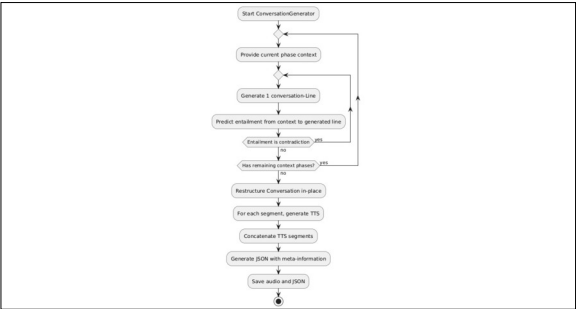 Start ConversationGenerator
Provide current phase context
Generate 1 conversation-Line
Predict entailment from context to generated line
Entailment is contradiction
yes
no
Has remaining context phases?
yes
no
Restructure Conversation in-place
For each segment, generate TTS
Concatenate TTS segments
Generate JSON with meta-information
Save audio and JSON